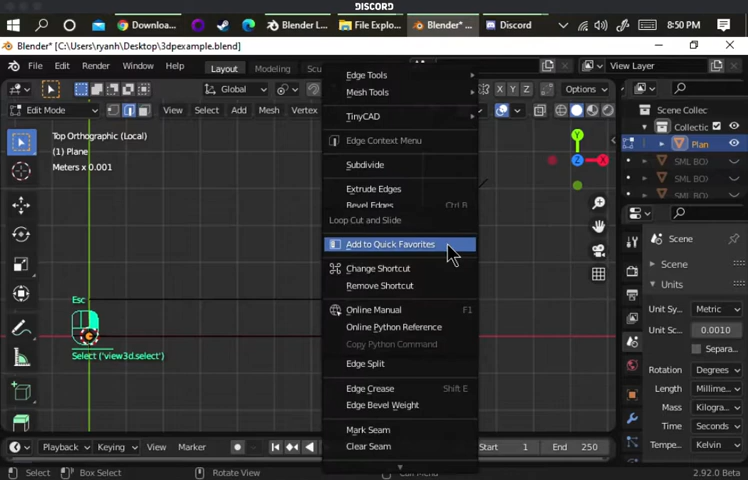 DISCORD
Downloa...
Blender L...
File Explo...
Blender* ...
Discord
8:50 PM
Blender* [C:\Users\ryanh\Desktop\3dpexample.blend]
File Edit Render Window Help Layout Modeling
View Layer
Global
Options
Edit Mode View Select Add
Top Orthographic (Local)
(1) Plane
Meters x 0.001
Esc
Select ('view3d.select')
Edge Tools
Mesh Tools
TinyCAD
Edge Context Menu
Subdivide
Extrude Edges
Bevel Edges Ctrl B
Loop Cut and Slide
Add to Quick Favorites
Change Shortcut
Remove Shortcut
Online Manual F1
Online Python Reference
Copy Python Command
Edge Split
Edge Crease Shift E
Edge Bevel Weight
Mark Seam
Clear Seam
Y
Z
X
Scene Collec
Collectic
Plan
SML BO)
SML BO)
SML BO)
Scene
Scene
Units
Unit Sy... Metric
Unit Sc... 0.0010
Separa...
Rotation Degrees
Length Millime...
Mass Kilogra...
Time Seconds
Tempe... Kelvin
Playback Keying View Marker
Start 1 End 250
Select Box Select Rotate View Call Menu 2.92.0 Beta